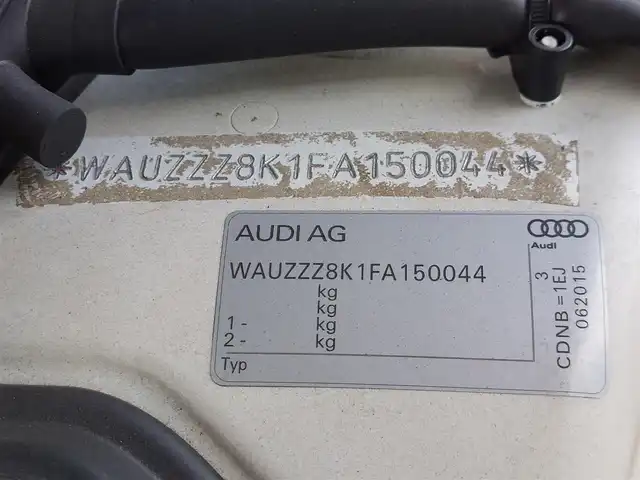 *WAUZZZ8K1FA150044*
AUDI AG
Audi
WAUZZZ8K1FA150044
kg
kg
1- kg
2- kg
Typ
3
CDNB=1EJ
062015